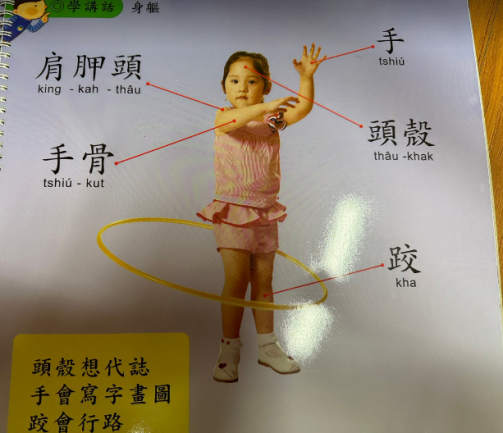 ◎學講話 身軀
手
tshiú
肩胛頭
king - kah - thâu
頭殼
thâu -khak
手骨
tshiú - kut
跤
kha
頭殼想代誌
手會寫字畫圖
跤會行路